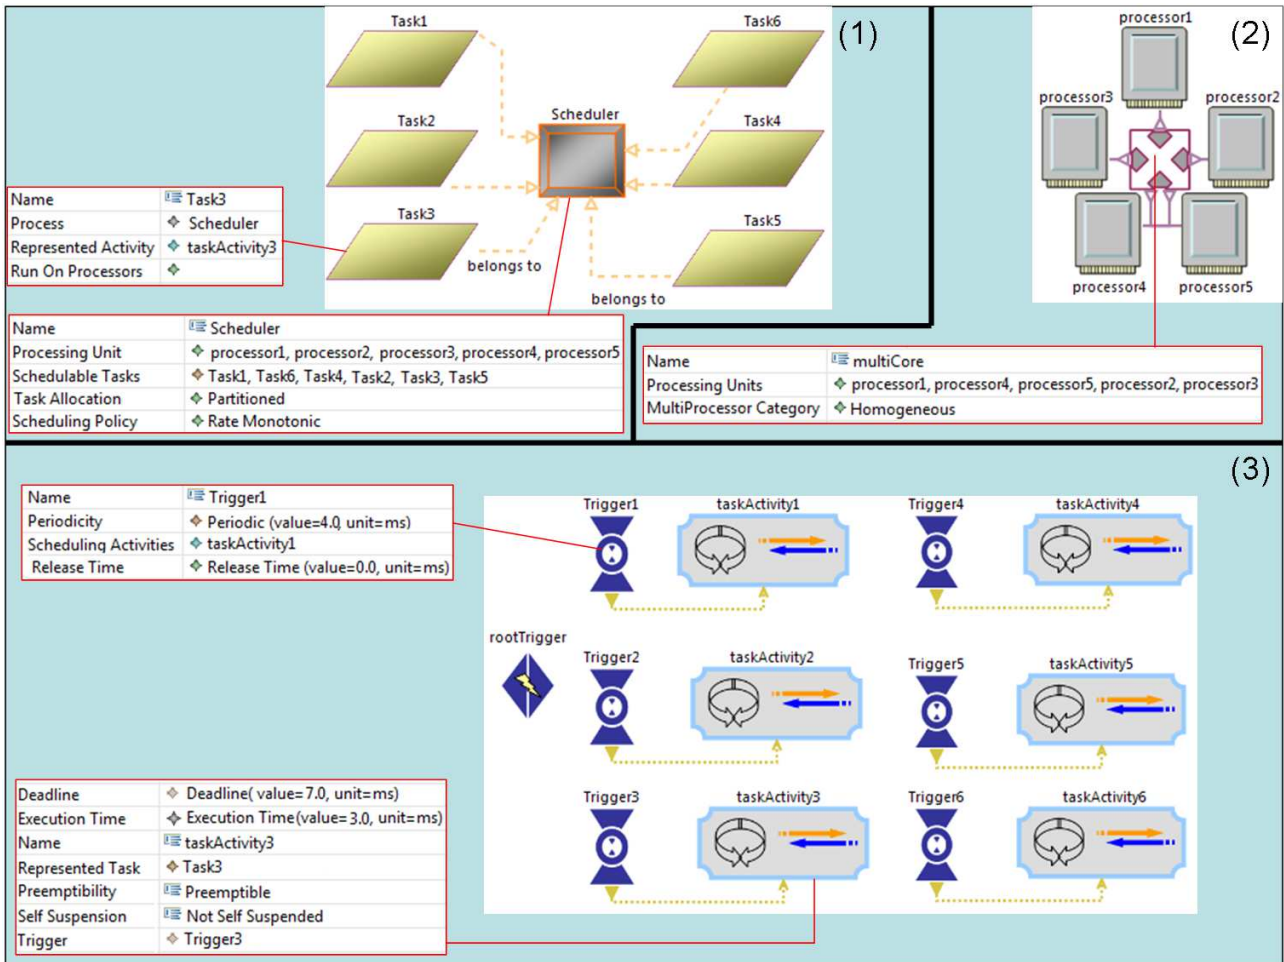 (1)
Task1
Task6
Task2
Scheduler
Task4
Task3
Task5
belongs to
belongs to
Name Task3
Process Scheduler
Represented Activity taskActivity3
Run On Processors
Name Scheduler
Processing Unit processor1, processor2, processor3, processor4, processor5
Schedulable Tasks Task1, Task6, Task4, Task2, Task3, Task5
Task Allocation Partitioned
Scheduling Policy Rate Monotonic
(2)
processor1
processor3
processor2
processor4
processor5
Name multiCore
Processing Units processor1, processor4, processor5, processor2, processor3
MultiProcessor Category Homogeneous
(3)
Name Trigger1
Periodicity Periodic (value=4.0, unit=ms)
Scheduling Activities taskActivity1
Release Time Release Time (value=0.0, unit=ms)
Trigger1
taskActivity1
Trigger4
taskActivity4
rootTrigger
Trigger2
taskActivity2
Trigger5
taskActivity5
Trigger3
taskActivity3
Trigger6
taskActivity6
Deadline Deadline( value=7.0, unit=ms)
Execution Time Execution Time(value=3.0, unit=ms)
Name taskActivity3
Represented Task Task3
Preemptibility Preemptible
Self Suspension Not Self Suspended
Trigger Trigger3